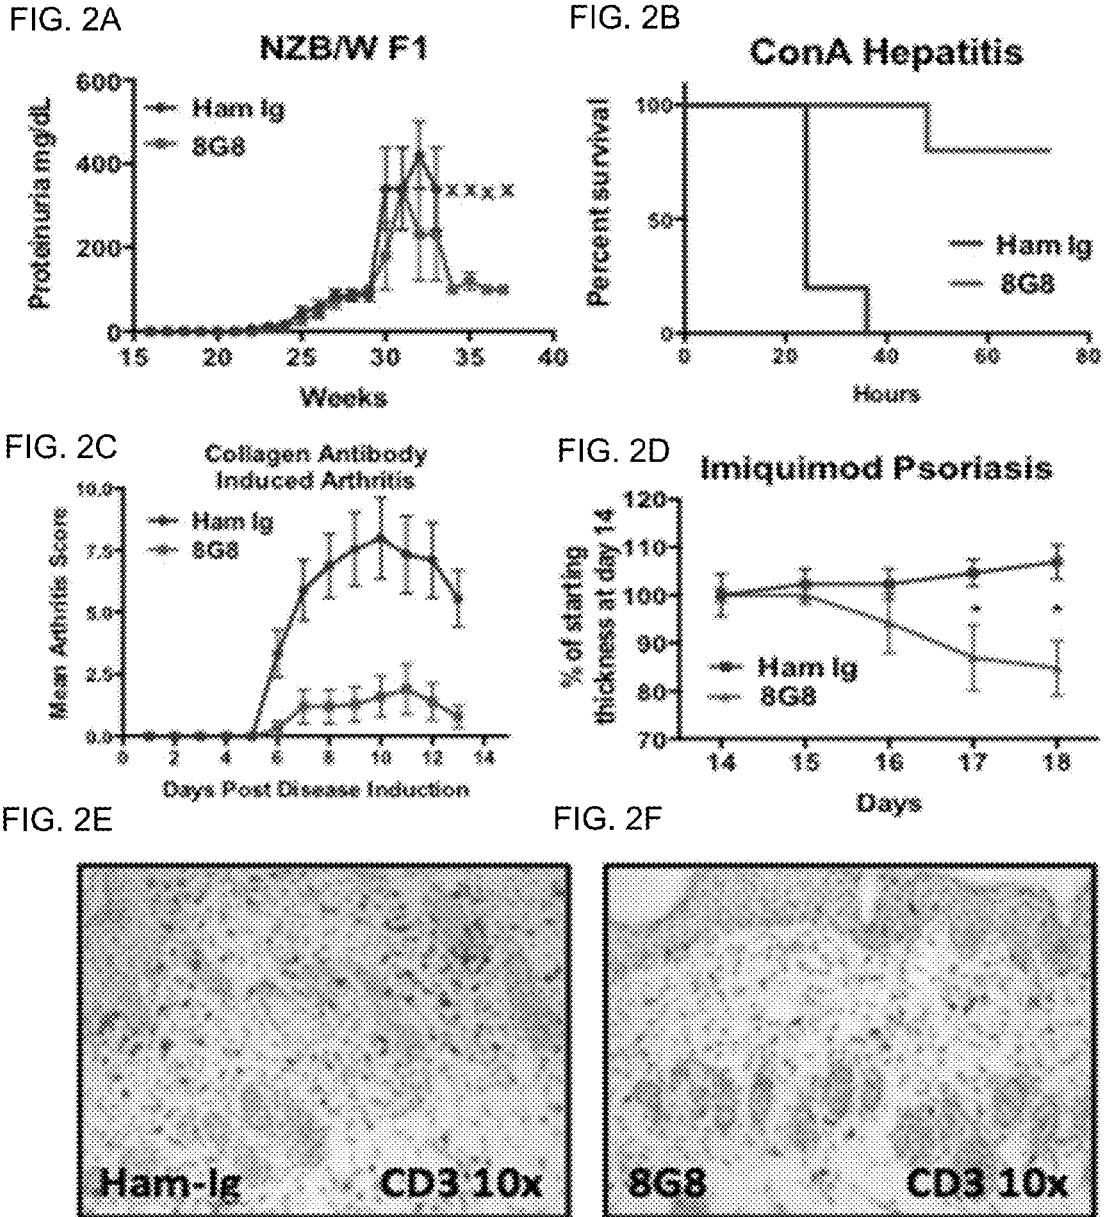 FIG. 2A
NZB/W F1
Proteinuria mg/dL
600
400
200
0
Ham Ig
8G8
x x x x
15 20 25 30 35 40
Weeks
FIG. 2B
ConA Hepatitis
Percent survival
100
50
0
Ham Ig
8G8
0 20 40 60 80
Hours
FIG. 2C
Collagen Antibody
Induced Arthritis
Mean Arthritis Score
10.0
7.5
5.0
2.5
0.0
Ham Ig
8G8
0 2 4 6 8 10 12 14
Days Post Disease Induction
FIG. 2D
Imiquimod Psoriasis
% of starting
thickness at day 14
120
110
100
90
80
70
* *
Ham Ig
8G8
14 15 16 17 18
Days
FIG. 2E
Ham-Ig CD3 10x
FIG. 2F
8G8 CD3 10x